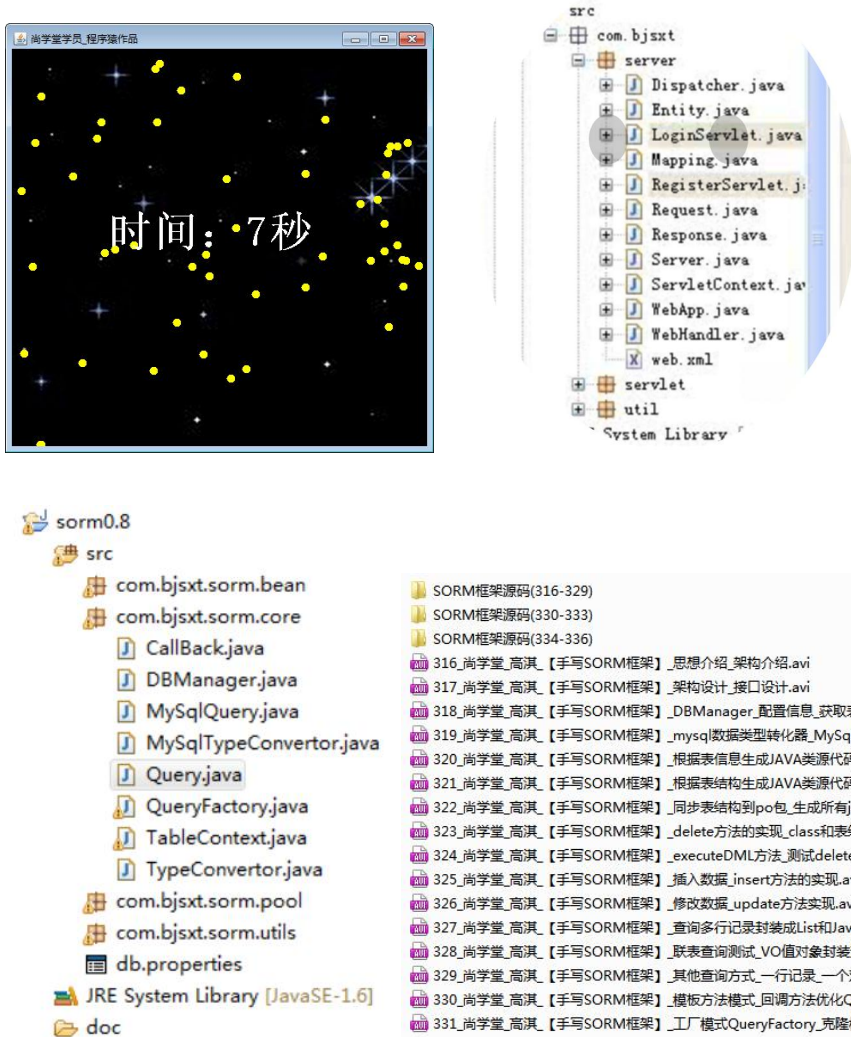 尚学堂学员_程序猿作品
时间：7秒
src
com.bjsxt
server
Dispatcher.java
Entity.java
LoginServlet.java
Mapping.java
RegisterServlet.j
Request.java
Response.java
Server.java
ServletContext.jav
WebApp.java
WebHandler.java
web.xml
servlet
util
System Library
sorm0.8
src
com.bjsxt.sorm.bean
com.bjsxt.sorm.core
CallBack.java
DBManager.java
MySqlQuery.java
MySqlTypeConvertor.java
Query.java
QueryFactory.java
TableContext.java
TypeConvertor.java
com.bjsxt.sorm.pool
com.bjsxt.sorm.utils
db.properties
JRE System Library [JavaSE-1.6]
doc
SORM框架源码(316-329)
SORM框架源码(330-333)
SORM框架源码(334-336)
316_尚学堂_高淇_【手写SORM框架】_思想介绍_架构介绍.avi
317_尚学堂_高淇_【手写SORM框架】_架构设计_接口设计.avi
318_尚学堂_高淇_【手写SORM框架】_DBManager_配置信息_获取
319_尚学堂_高淇_【手写SORM框架】_mysql数据类型转化器_MySq
320_尚学堂_高淇_【手写SORM框架】_根据表信息生成JAVA类源代码
321_尚学堂_高淇_【手写SORM框架】_根据表结构生成JAVA类源代码
322_尚学堂_高淇_【手写SORM框架】_同步表结构到po包_生成所有j
323_尚学堂_高淇_【手写SORM框架】_delete方法的实现_class和表
324_尚学堂_高淇_【手写SORM框架】_executeDML方法_测试delete
325_尚学堂_高淇_【手写SORM框架】_插入数据_insert方法的实现.av
326_尚学堂_高淇_【手写SORM框架】_修改数据_update方法实现.av
327_尚学堂_高淇_【手写SORM框架】_查询多行记录封装成List和Jav
328_尚学堂_高淇_【手写SORM框架】_联表查询测试_VO值对象封装
329_尚学堂_高淇_【手写SORM框架】_其他查询方式_一行记录_一个
330_尚学堂_高淇_【手写SORM框架】_模板方法模式_回调方法优化Q
331_尚学堂_高淇_【手写SORM框架】_工厂模式QueryFactory_克隆